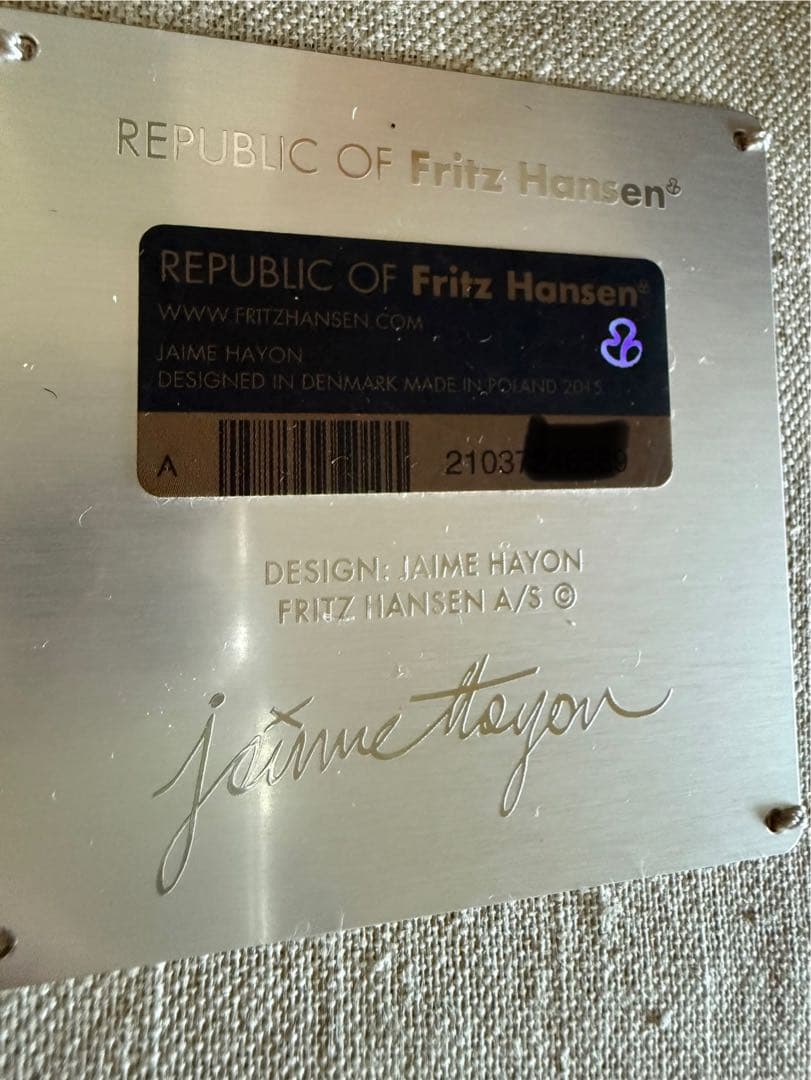 REPUBLIC OF Fritz Hansen
REPUBLIC OF Fritz Hansen
WWW.FRITZHANSEN.COM
JAIME HAYON
DESIGNED IN DENMARK MADE IN POLAND 2015
A
DESIGN: JAIME HAYON
FRITZ HANSEN A/S ©
jaime Hayon